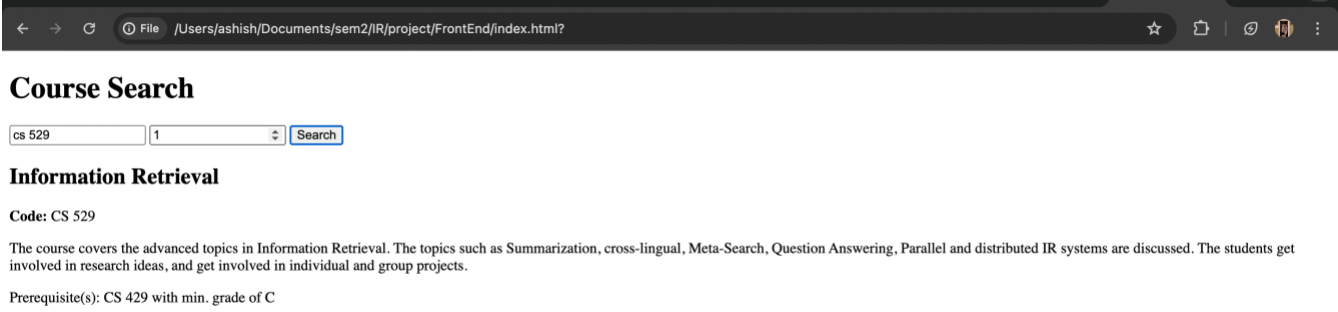 File /Users/ashish/Documents/sem2/IR/project/FrontEnd/index.html?
Course Search
cs 529 1 Search
Information Retrieval
Code: CS 529
The course covers the advanced topics in Information Retrieval. The topics such as Summarization, cross-lingual, Meta-Search, Question Answering, Parallel and distributed IR systems are discussed. The students get
involved in research ideas, and get involved in individual and group projects.
Prerequisite(s): CS 429 with min. grade of C